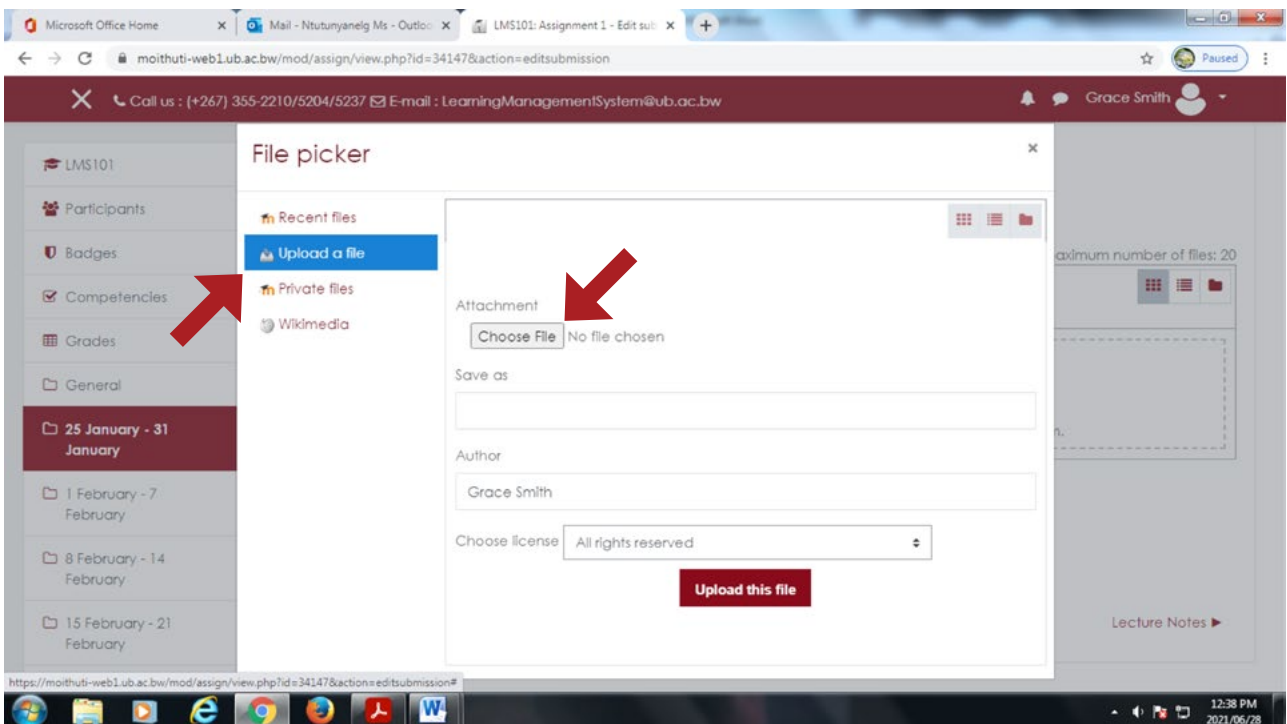 Microsoft Office Home
Mail - Ntutunyanelg Ms - Outloo
LMS101: Assignment 1 - Edit sub
moithuti-web1.ub.ac.bw/mod/assign/view.php?id=34147&action=editsubmission
Paused
Call us : (+267) 355-2210/5204/5237 E-mail : LearningManagementSystem@ub.ac.bw
Grace Smith
LMS101
Participants
Badges
Competencies
Grades
General
25 January - 31
January
1 February - 7
February
8 February - 14
February
15 February - 21
February
File picker
Recent files
Upload a file
Private files
Wikimedia
Attachment
Choose File No file chosen
Save as
Author
Grace Smith
Choose license All rights reserved
Upload this file
aximum number of files: 20
Lecture Notes
https://moithuti-web1.ub.ac.bw/mod/assign/view.php?id=34147&action=editsubmission#
12:38 PM
2021/06/28